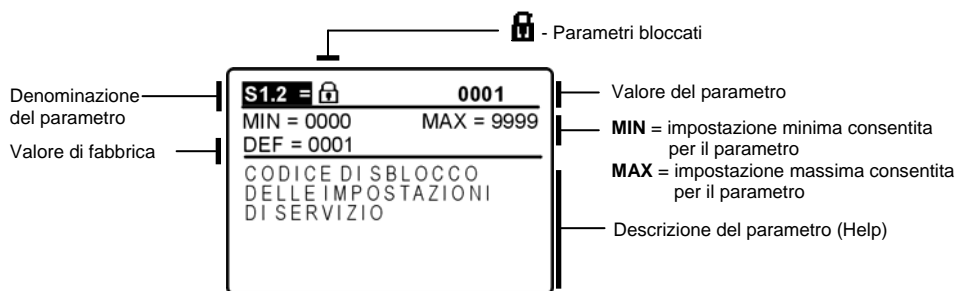 - Parametri bloccati
Denominazione
del parametro
Valore di fabbrica
S1.2 = 0001
MIN = 0000 MAX = 9999
DEF = 0001
CODICE DI SBLOCCO
DELLE IMPOSTAZIONI
DI SERVIZIO
Valore del parametro
MIN = impostazione minima consentita
per il parametro
MAX = impostazione massima consentita
per il parametro
Descrizione del parametro (Help)